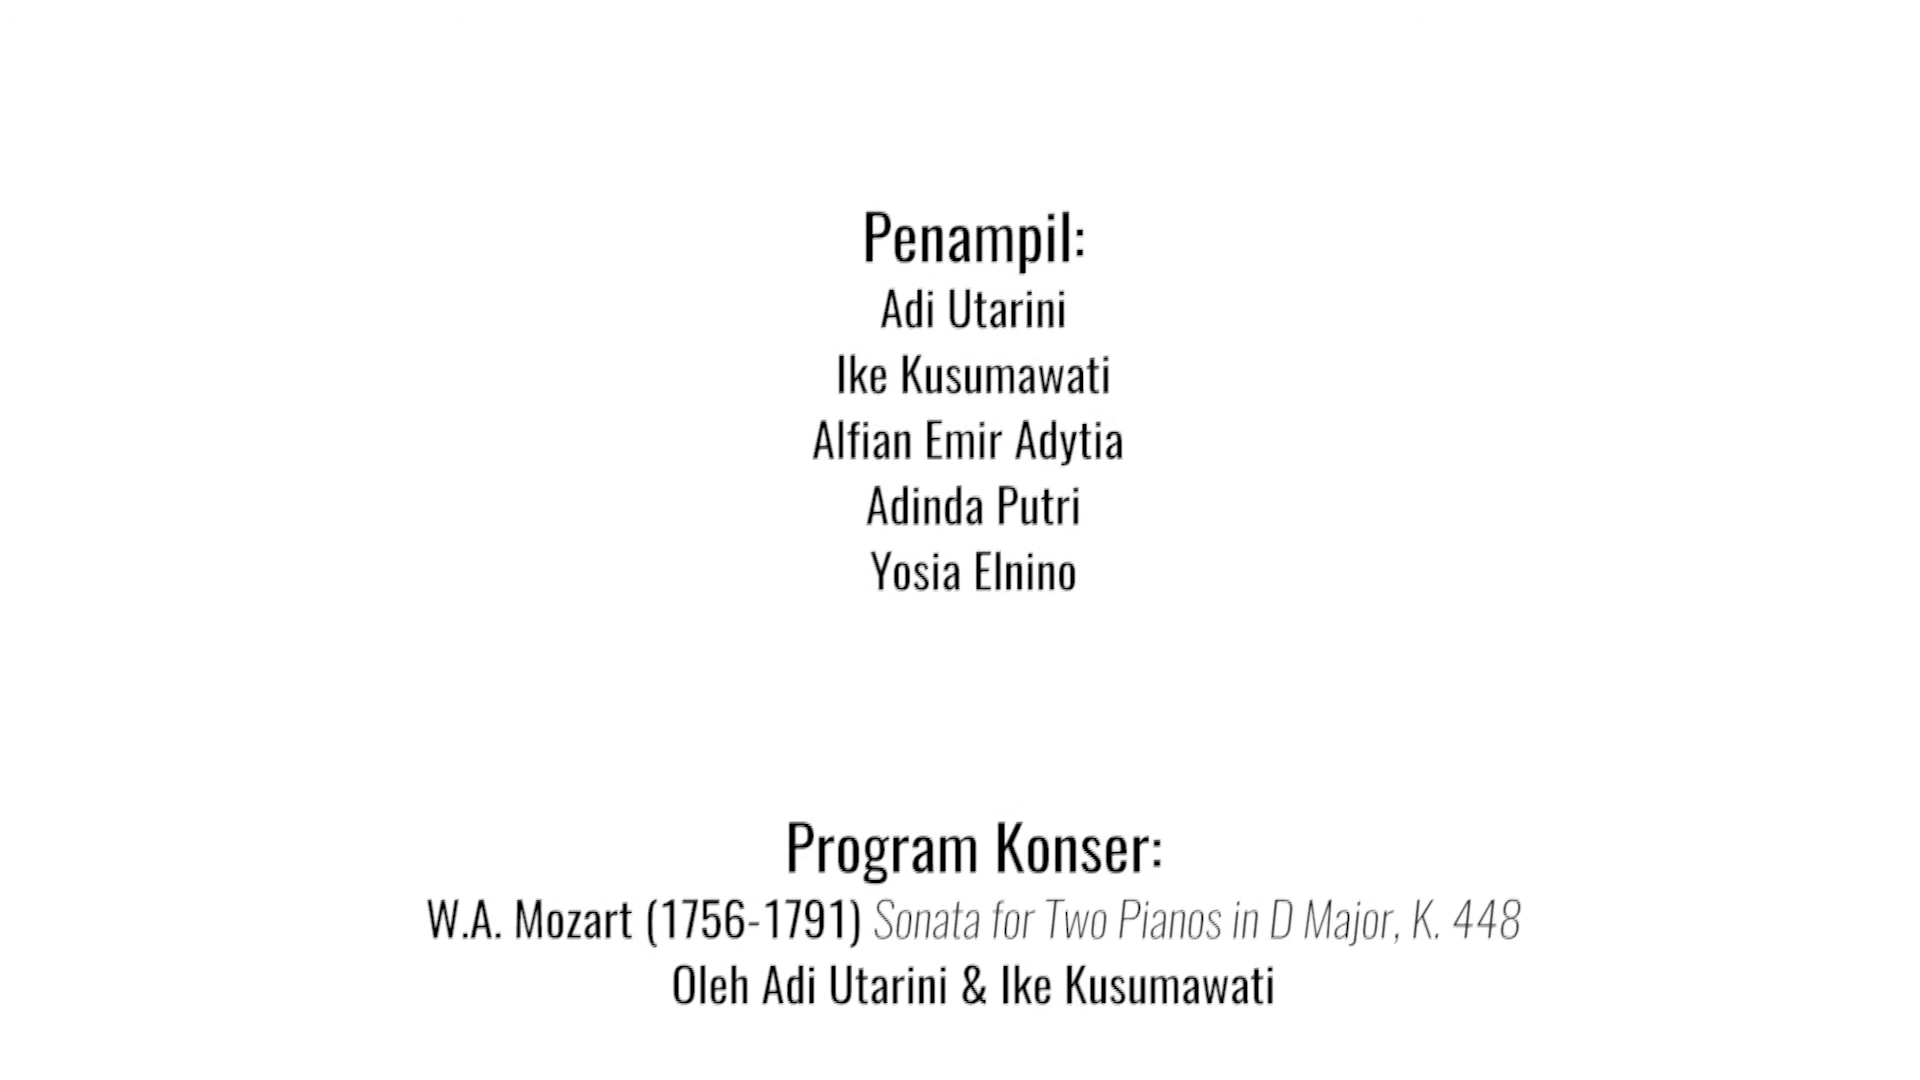 Penampil:
Adi Utarini
Ike Kusumawati
Alfian Emir Adytia
Adinda Putri
Yosia Elnino
Program Konser:
W.A. Mozart (1756-1791) Sonata for Two Pianos in D Major, K. 448
Oleh Adi Utarini & Ike Kusumawati